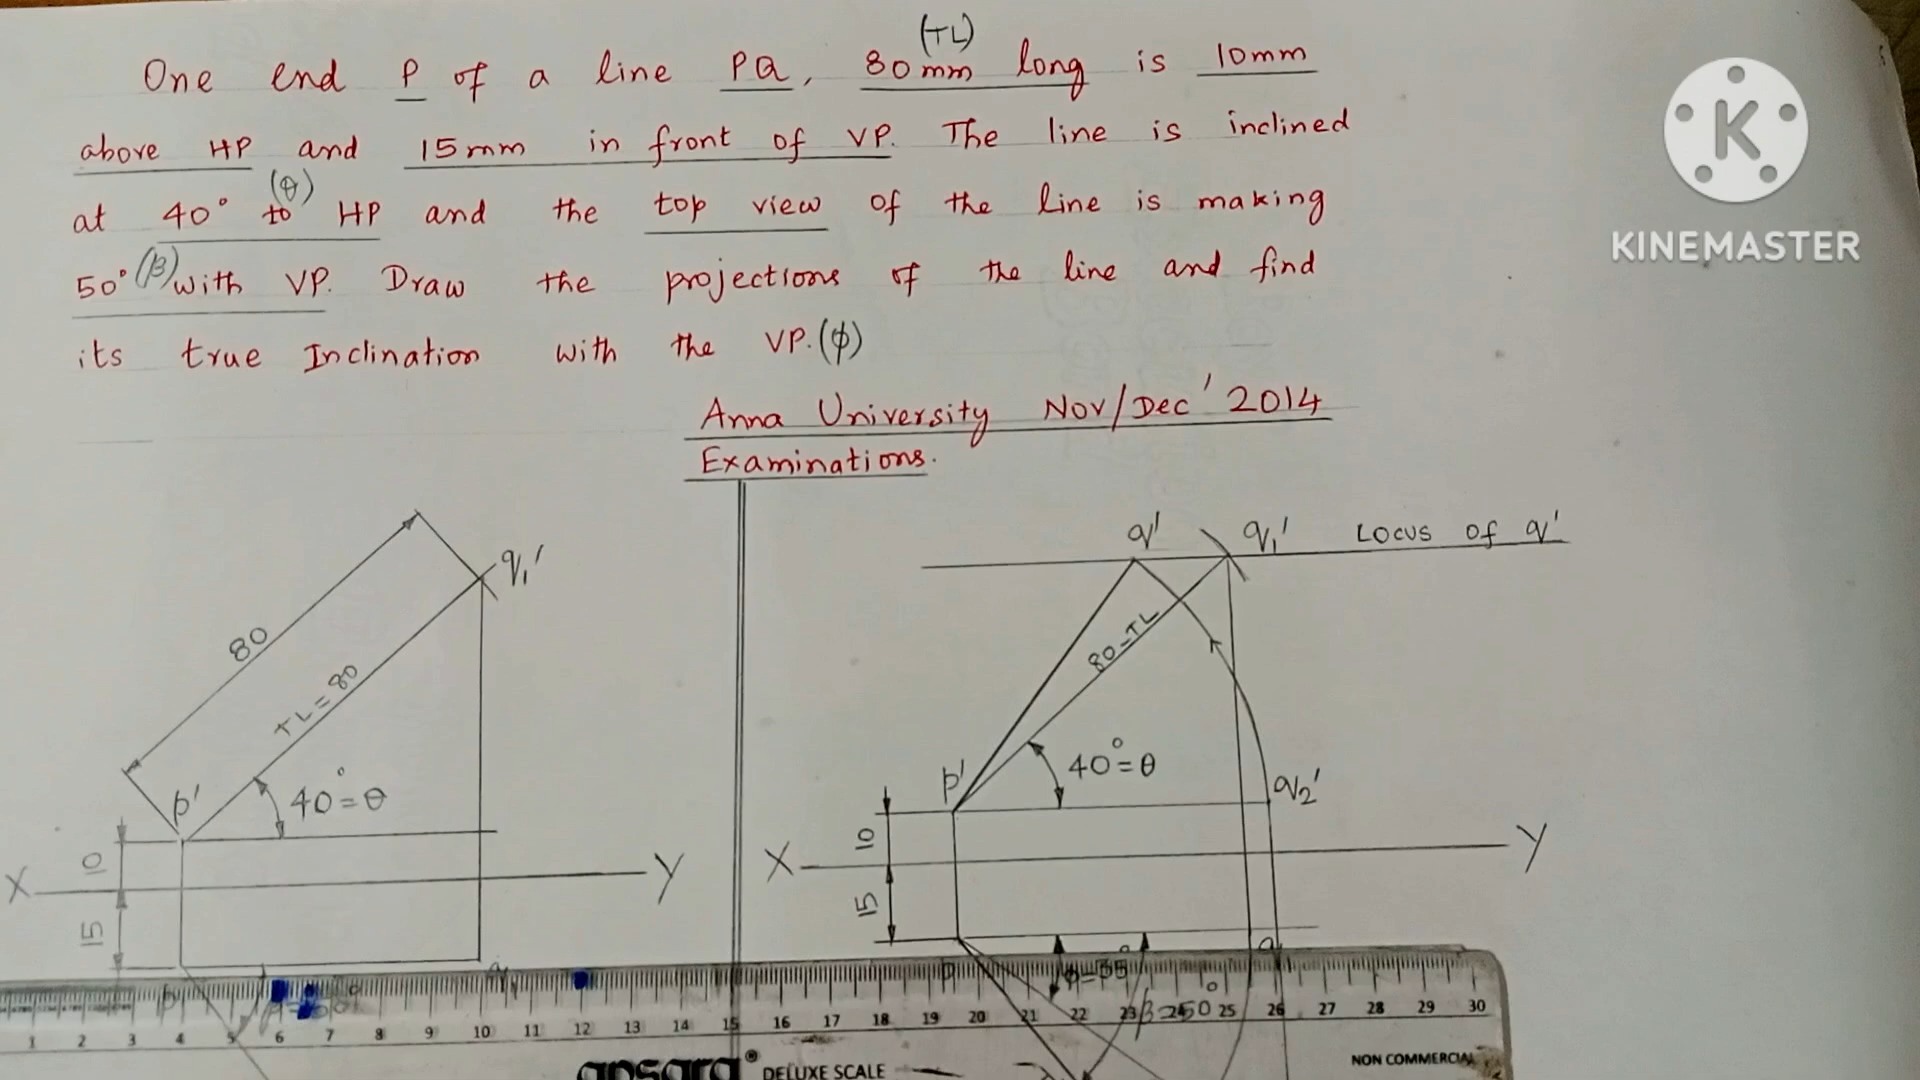 (TL)
One end P of a line PQ, 80mm long is 10mm
above HP and 15mm in front of VP. The line is inclined
(θ)
at 40° to HP and the top view of the line is making
50° (β) with VP. Draw the projections of the line and find
its true Inclination with the VP. (ϕ)
Anna University Nov/Dec' 2014
Examinations.
K
KINEMASTER
80
TL=80
q1'
p'
40°=θ
10
15
X
Y
q' q1' Locus of q'
80-TL
p'
40°=θ
q2'
10
15
X
Y
p
1 2 3 4 5 6 7 8 9 10 11 12 13 14 15 16 17 18 19 20 21 22 23 24 25 26 27 28 29 30
apsara® DELUXE SCALE
NON COMMERCIAL